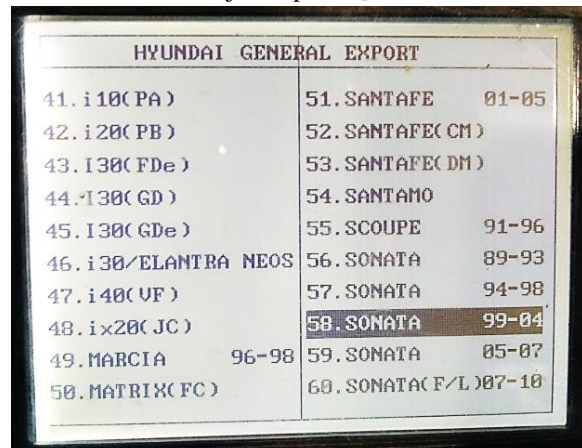 HYUNDAI GENERAL EXPORT
41.i10(PA)
42.i20(PB)
43.I30(FDe)
44.I30(GD)
45.I30(GDe)
46.i30/ELANTRA NEOS
47.i40(VF)
48.ix20(JC)
49.MARCIA 96-98
50.MATRIX(FC)
51.SANTAFE 01-05
52.SANTAFE(CM)
53.SANTAFE(DM)
54.SANTAMO
55.SCOUPE 91-96
56.SONATA 89-93
57.SONATA 94-98
58.SONATA 99-04
59.SONATA 05-07
60.SONATA(F/L)07-10